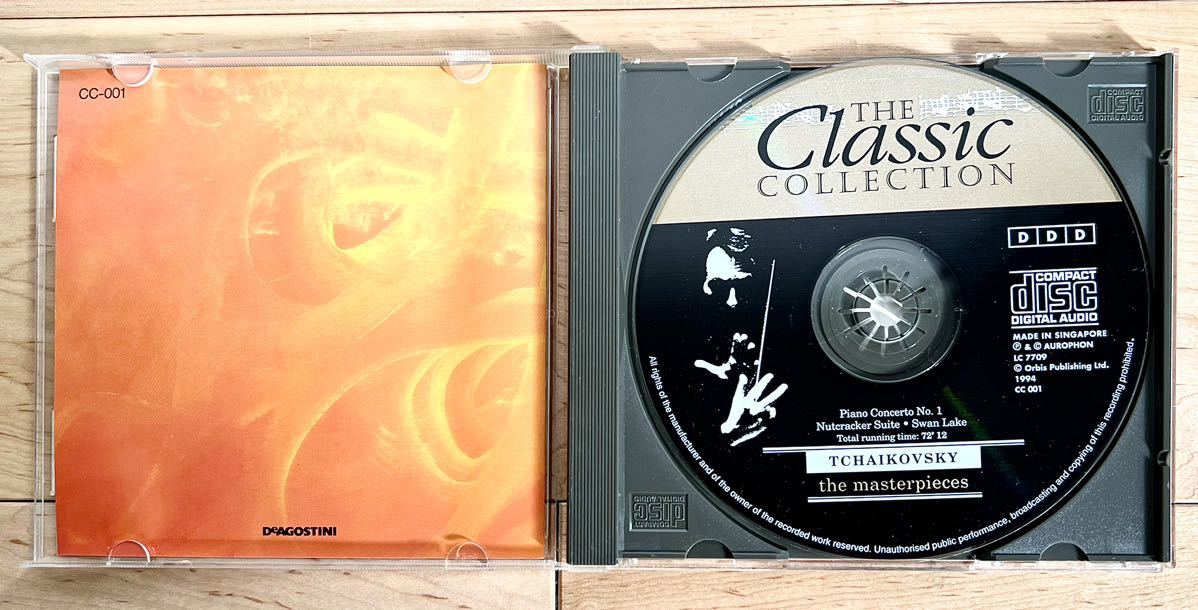 CC-001
DeAGOSTINI
COMPACT
disc
DIGITAL AUDIO
THE
Classic
COLLECTION
DDD
COMPACT
disc
DIGITAL AUDIO
MADE IN SINGAPORE
℗ & © AUROPHON
LC 7709
© Orbis Publishing Ltd.
1994
CC 001
Piano Concerto No. 1
Nutcracker Suite • Swan Lake
Total running time: 72' 12
TCHAIKOVSKY
the masterpieces
All rights of the manufacturer and of the owner of the recorded work reserved. Unauthorised public performance, broadcasting and copying of this recording prohibited.
COMPACT
disc
DIGITAL AUDIO